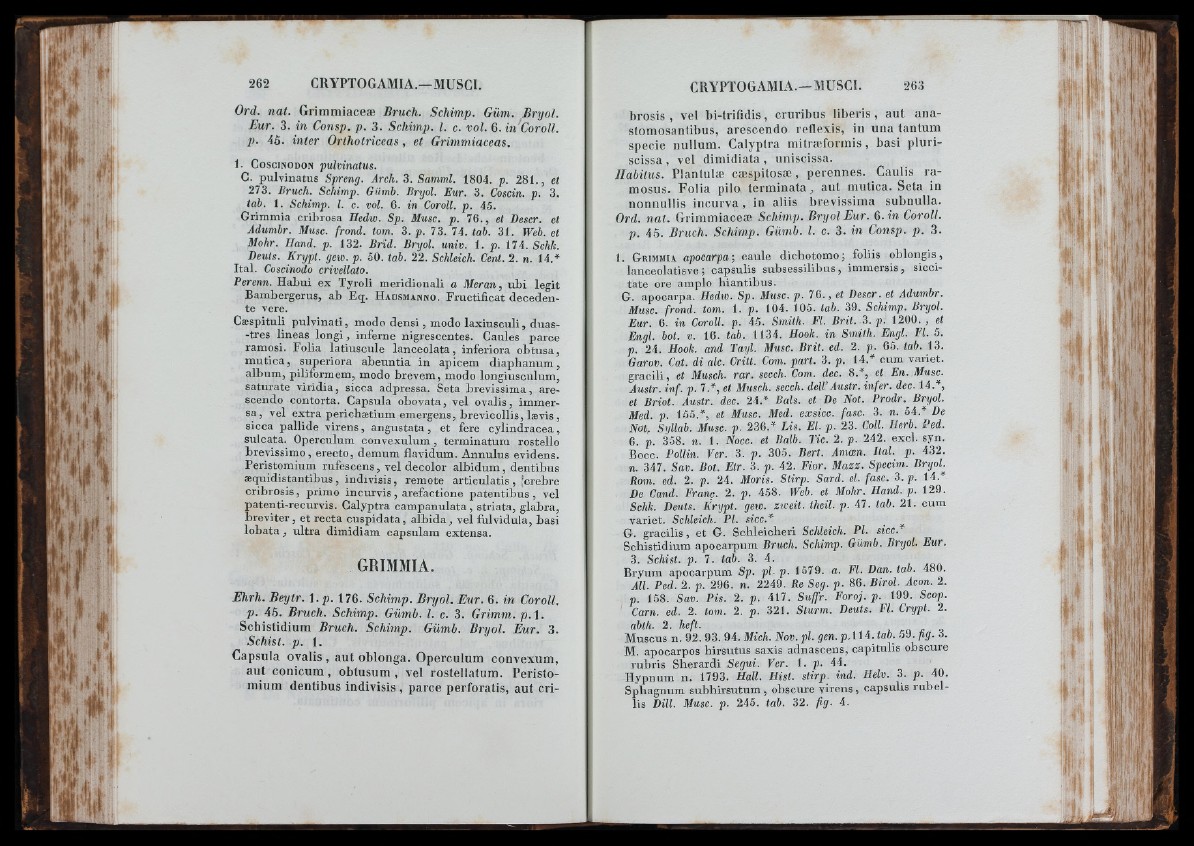 262 CRYPTOGAMIA.—MUSCI.
Ord. nat. Grimmiaceæ Bruch. Schimp. Güm. Bryol.
Eur. 3. in Consp. p. 3. Schimp. l. c. vol. 6. in Coroll.
p. 45. inter Orthotriceas, et Grimmiaceas.
1. COSCINODON pulvinatus.
C. pulvinatus Spreng. Arch. 3. Samml. 1804. p. 281., et
273. Bruch. Schimp. Gümb. Bryol. Eur. 3. Coscin. p. 3.
tab. 1. Schimp. l. c. vol. 6. in Coroll. p. 45.
Grimmia cribrosa Hedw. Sp. Musc. p. 76., et Descr. et
Adumbr. Musc. frond. tom. 3. p. 73. 74. tab. 31. Web. et
Mohr. Hand. p. 132. Brid. Bryol. univ. 1. p. 174. Schk.
Deuts. Krypt. gew. p. 50. tab. 22. Schleich. Cent. 2. n. 14.*
Ital. Coscinodo crivellato.
Perenn. Habui ex Tyroli meridionali a Meran, ubi legit
Bambergerus, ab Eq. HAUSMANNO. Fructificat deceden-
te vere.
Cæspituli pulvinati, modo densi, modo laxiusculi, duas-
-tres lineas longi, inferne nigrescentes. Caules parce
ramosi. Folia latiuscule lanceolata, inferiora obtusa,
mutica, superiora abeuntia in apicem diaphanum,
album, piliformem, modo brevem, modo longiusculum,
saturate viridia, sicca adpressa. Seta brevissima, are-
scendo contorta. Capsula obovata, vel ovalis, immer-
sa, vel extra perichætium emergens, brevicollis, lævis,
sicca pallide virens, angustata, et fere cylindracea,
sulcata. Operculum convexulum, terminatum rostello
brevissimo, erecto, demum flavidum. Annulus evidens.
Peristomium rufescens, vel decolor albidum, dentibus
æquidistantibus, indivisis, remote articulatis, crebre
cribrosis, primo incurvis, arefactione patentibus, vel
patenti-recurvis. Calyptra campanulata, striata, glabra,
breviter, et recta cuspidata, albida, vel fulvidula, basi
lobata, ultra dimidiam capsulam extensa.
GRIMMIA.
Ehrh. Beytr. 1. p. 176. Schimp. Bryol. Eur. 6. in Coroll.
p. 45. Bruch. Schimp. Gümb. l. c. 3. Grimm. p. 1.
Schistidium Bruch. Schimp. Gümb. Bryol. Eur. 3.
Schist. p. 1.
Capsula ovalis, aut oblonga. Operculum convexum,
aut conicum, obtusum, vel rostellatum. Peristo-
mium dentibus indivisis, parce perforatis, aut cri-
CRYPTOGAMIA.—MUSCI. 263
brosis, vel bi-trifidis, cruribus liberis, aut ana-
stomosantibus, arescendo reflexis, in una tantum
specie nullum. Calyptra mitræformis, basi pluri-
scissa, vel dimidiata, uniscissa.
Habitus. Plantulæ cæspitosæ, perennes. Caulis ra-
mosus. Folia pilo terminata, aut mutica. Seta in
nonnullis incurva, in aliis brevissima subnulla.
Ord. nat. Grimmiaceæ Schimp. Bryol Eur. 6. in Coroll.
p. 45. Bruch. Schimp. Gümb. l. c. 3. in Consp. p. 3.
1. GRIMMIA apocarpa; caule dichotomo; foliis oblongis,
lanceolatisve; capsulis subsessilibus, immersis, sicci-
tate ore amplo hiantibus.
G. apocarpa. Hedw. Sp. Musc. p. 76., et Descr. et Adumbr.
Musc. frond. tom. 1. p. 104. 105. tab. 39. Schimp. Bryol.
Eur. 6. in Coroll. p. 45. Smith. Fl. Brit. 3. p. 1200., et
Engl. bot. v. 16. tab. 1134. Hook. in Smith. Engl. Fl. 5.
p. 24. Hook. and Tayl. Musc. Brit. ed. 2. p. 65. tab. 13.
Garov. Cat. di alc. Critt. Com. part. 3. p. 14.* cum variet.
gracili, et Musch. rar. secch. Com. dec. 8.*, et En. Musc.
Austr. inf. p. 7.*, et Musch. secch. dell'Austr. infer. dec. 14.*,
et Briot. Austr. dec. 24.* Bals. et De Not. Prodr. Bryol.
Med. p. 155.*, et Musc. Med. exsicc. fasc. 3. n. 54.* De
Not. Syllab. Musc. p. 236.* Lis. El. p. 23. Coll. Herb. Ped.
6. p. 358. n. 1. Nocc. et Balb. Tic. 2. p. 242. excl. syn.
Bocc. Pollin. Ver. 3. p. 305. Bert. Amœn. Ital. p. 432.
n. 347. Sav. Bot. Etr. 3. p. 42. Fior. Mazz. Specim. Bryol.
Rom. ed. 2. p. 24. Moris. Stirp. Sard. el. fasc. 3. p. 14.*
De Cand. Franç. 2. p. 458. Web. et Mohr. Hand. p. 129.
Schk. Deuts. Krypt. gew. zweit. theil. p. 47. tab. 21. cum
variet. Schleich. Pl. sicc.*
G. gracilis, et G. Schleicheri Schleich. Pl. sicc.*
Schistidium apocarpum Bruch. Schimp. Gümb. Bryol. Eur.
3. Schist. p. 7. tab. 3. 4.
Bryum apocarpum Sp. pl. p. 1579. a. Fl. Dan. tab. 480.
All. Ped. 2. p. 296. n. 2249. Re Seg. p. 86. Birol. Acon. 2.
p. 158. Sav. Pis. 2. p. 417. Suffr. Foroj. p. 199. Scop.
Carn. ed. 2. tom. 2. p. 321. Sturm. Deuts. Fl. Crypt. 2.
abth. 2. heft.
Muscus n. 92. 93. 94. Mich. Nov. pl. gen. p. 114. tab. 59. fig. 3.
M. apocarpos hirsutus saxis adnascens, capitulis obscure
rubris Sherardi Segui. Ver. 1. p. 44.
Hypnum n. 1793. Hall. Hist. stirp. ind. Helv. 3. p. 40.
Sphagnum subhirsutum, obscure virens, capsulis rubel-
lis Dill. Musc. p. 245. tab. 32. fig. 4.